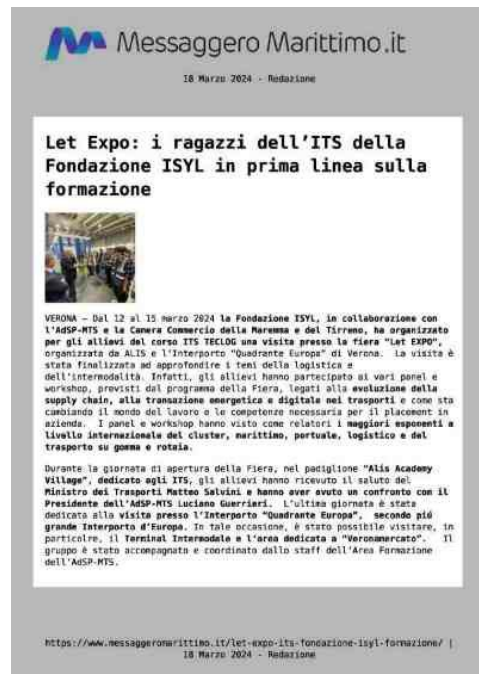 Messaggero Marittimo.it
18 Marzo 2024 - Redazione
Let Expo: i ragazzi dell'ITS della
Fondazione ISYL in prima linea sulla
formazione
VERONA – Dal 12 al 15 marzo 2024 la Fondazione ISYL, in collaborazione con
l'AdSP-MTS e la Camera Commercio della Maremma e del Tirreno, ha organizzato
per gli allievi del corso ITS TECLOG una visita presso la fiera "Let EXPO",
organizzata da ALIS e l'Interporto "Quadrante Europa" di Verona. La visita è
stata finalizzata ad approfondire i temi della logistica e
dell'intermodalità. Infatti, gli allievi hanno partecipato ai vari panel e
workshop, previsti dal programma della Fiera, legati alla evoluzione della
supply chain, alla transazione energetica e digitale nei trasporti e come sta
cambiando il mondo del lavoro e le competenze necessaria per il placement in
azienda. I panel e workshop hanno visto come relatori i maggiori esponenti a
livello internazionale del cluster, marittimo, portuale, logistico e del
trasporto su gomma e rotaia.
Durante la giornata di apertura della Fiera, nel padiglione "Alis Academy
Village", dedicato agli ITS, gli allievi hanno ricevuto il saluto del
Ministro dei Trasporti Matteo Salvini e hanno aver avuto un confronto con il
Presidente dell'AdSP-MTS Luciano Guerrieri. L'ultima giornata è stata
dedicata alla visita presso l'Interporto "Quadrante Europa", secondo più
grande Interporto d'Europa. In tale occasione, è stato possibile visitare, in
particolre, il Terminal Intermodale e l'area dedicata a "Veronamercato". Il
gruppo è stato accompagnato e coordinato dallo staff dell'Area Formazione
dell'AdSP-MTS.
https://www.messaggeromarittimo.it/let-expo-its-fondazione-isyl-formazione/ |
18 Marzo 2024 - Redazione